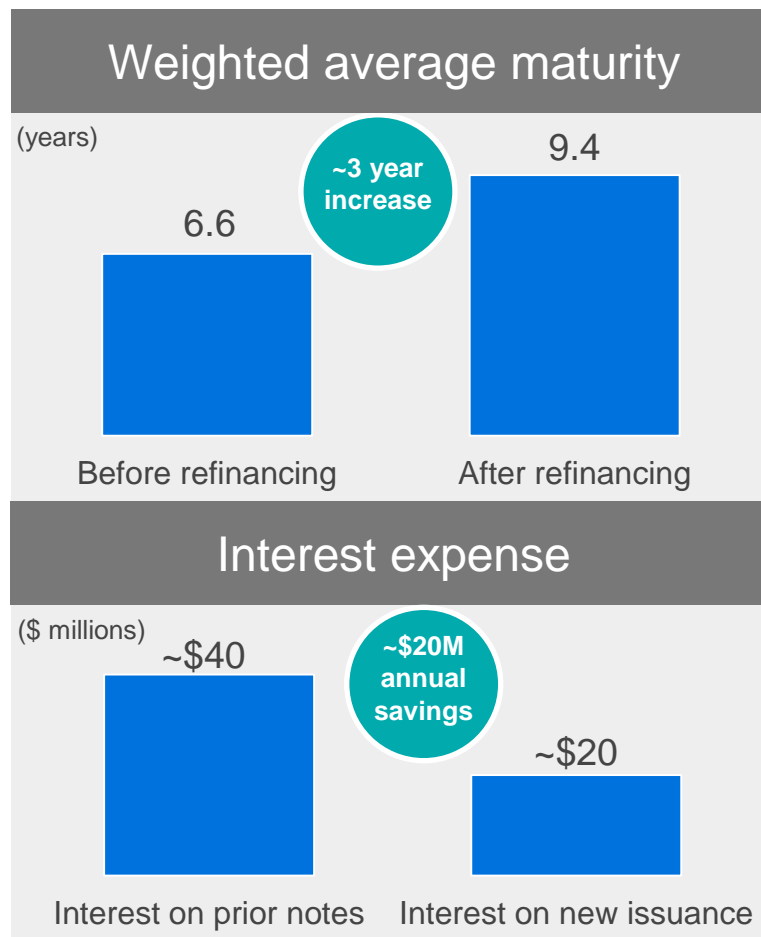 Weighted average maturity
(years)
6.6
~3 year
increase
9.4
Before refinancing
After refinancing
Interest expense
($ millions)
~$40
~$20M
annual
savings
~$20
Interest on prior notes
Interest on new issuance